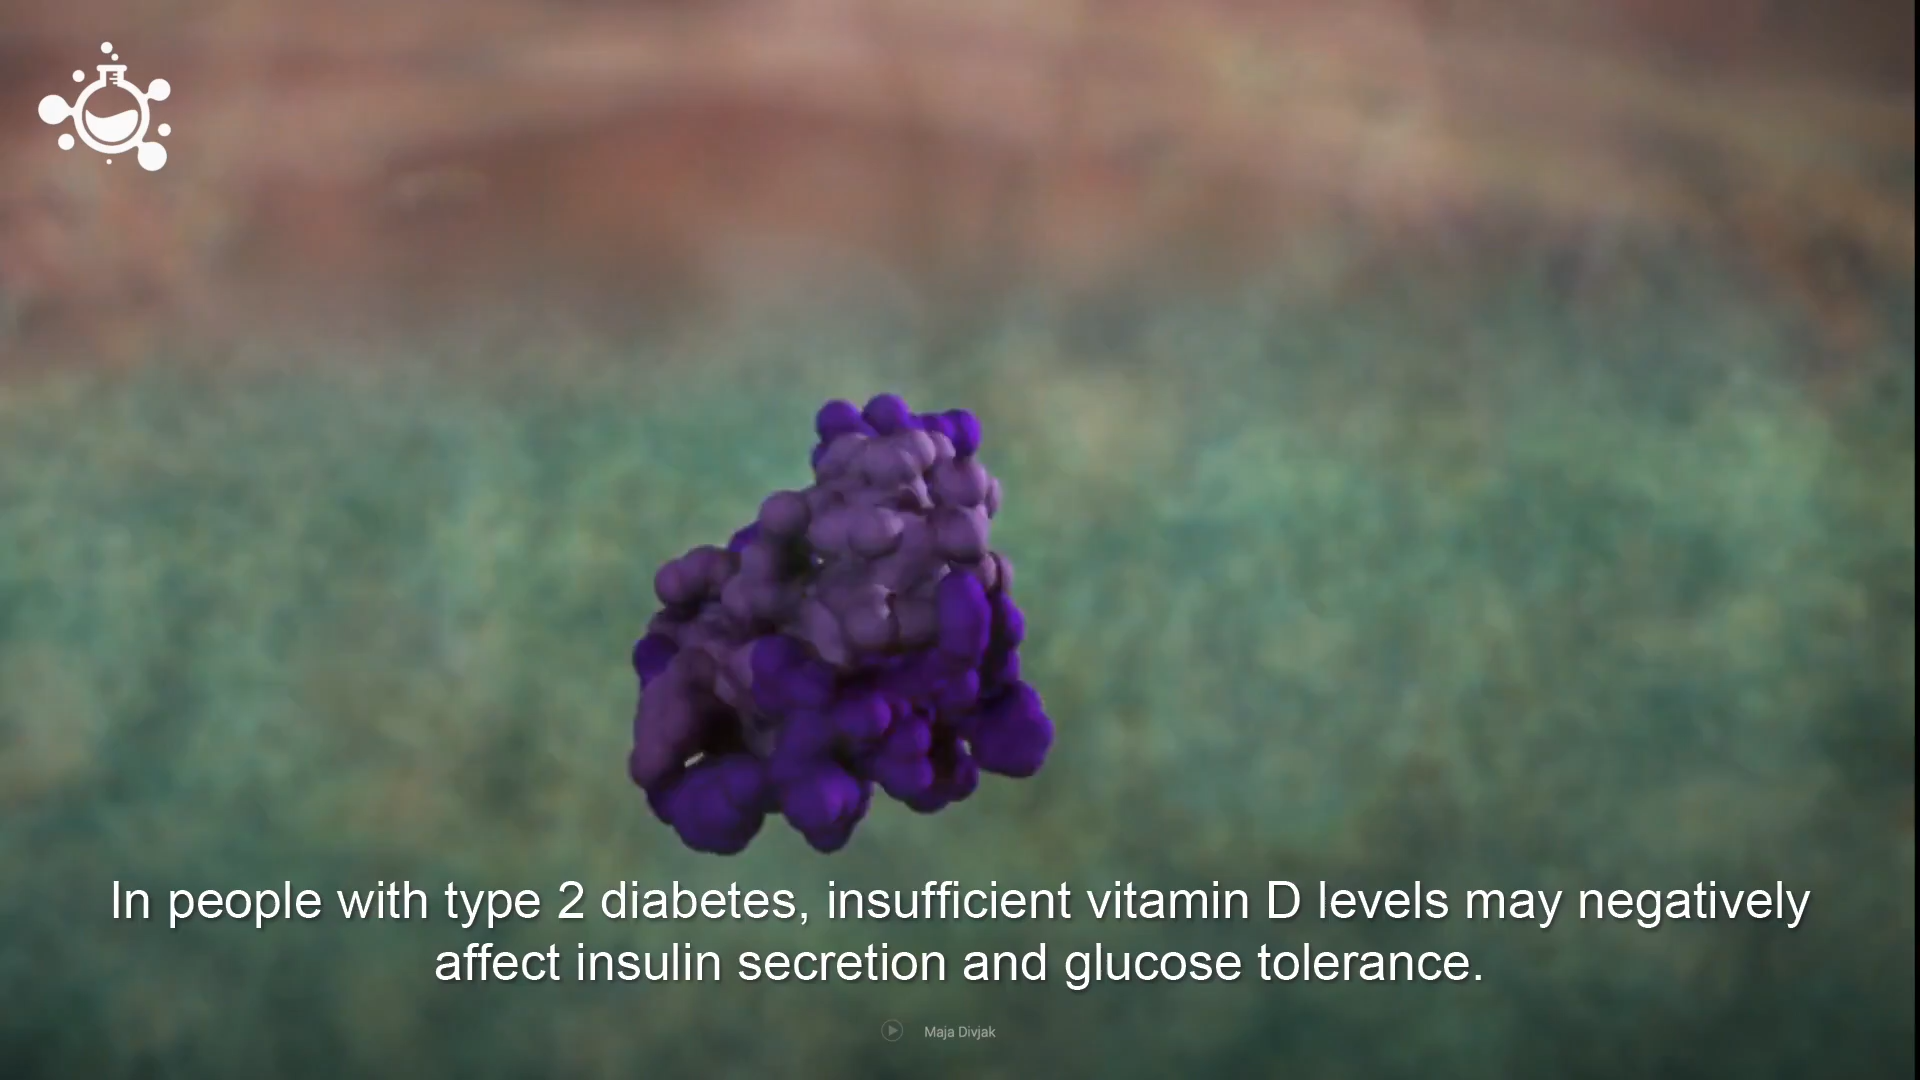 In people with type 2 diabetes, insufficient vitamin D levels may negatively
affect insulin secretion and glucose tolerance.
Maja Divjak